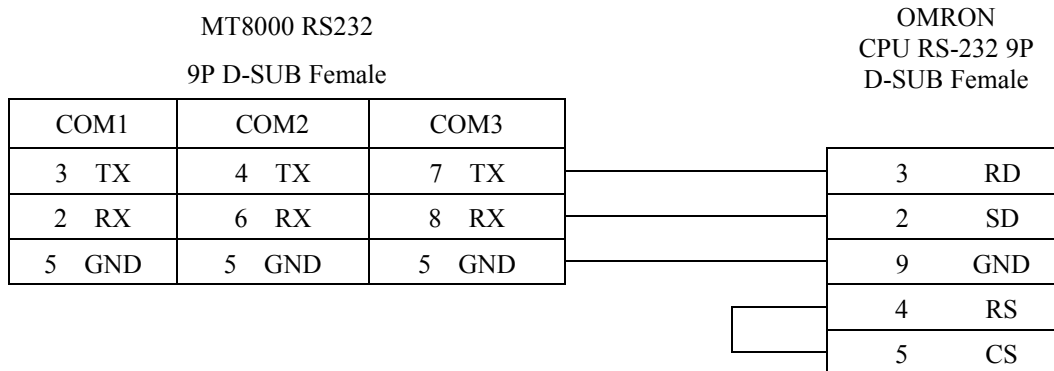 MT8000 RS232
9P D-SUB Female
OMRON
CPU RS-232 9P
D-SUB Female
COM1 COM2 COM3
3 TX 4 TX 7 TX 3 RD
2 RX 6 RX 8 RX 2 SD
5 GND 5 GND 5 GND 9 GND
4 RS
5 CS